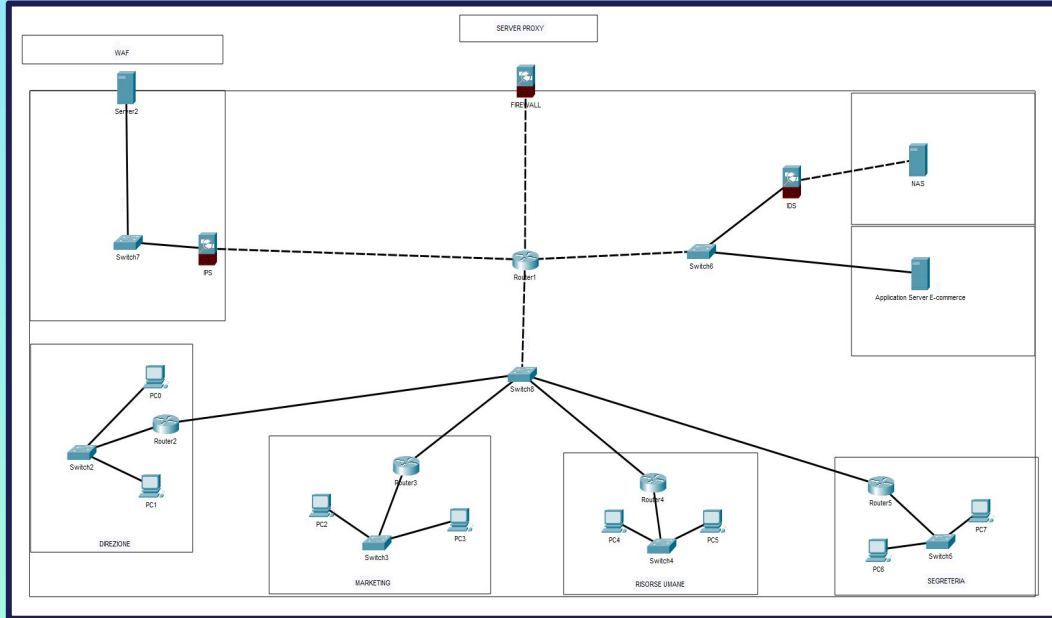 SERVER PROXY
WAF
FIREWALL
Server2
NAS
IDS
Switch7
IPS
Router1
Switch6
Application Server E-commerce
PC0
Switch8
Router2
Switch2
PC1
DIREZIONE
Router3
PC2
PC3
Switch3
MARKETING
Router4
PC4
PC5
Switch4
RISORSE UMANE
Router5
PC7
PC6
Switch5
SEGRETERIA